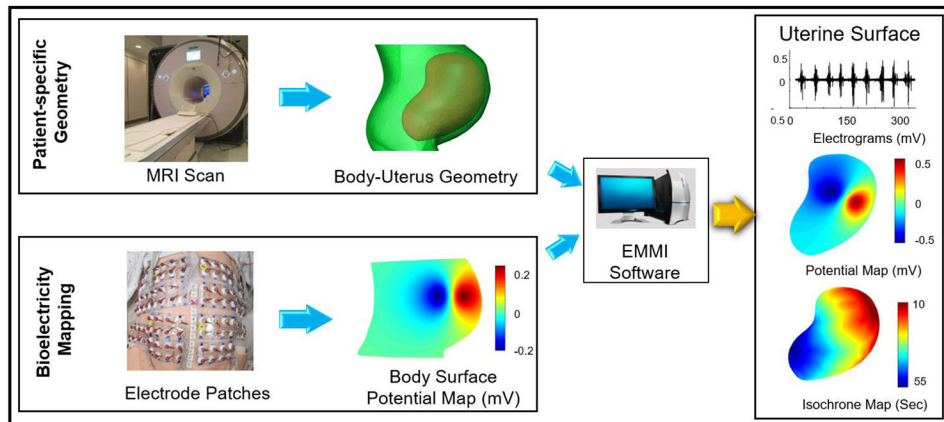 Patient-specific
Geometry
MRI Scan
Body-Uterus Geometry
Bioelectricity
Mapping
Electrode Patches
0.2
0.1
0
-0.2
Body Surface
Potential Map (mV)
EMMI
Software
Uterine Surface
0.5
0
0.5 0
150
300
Electrograms (mV)
0.5
0
-0.5
Potential Map (mV)
10
55
Isochrone Map (Sec)